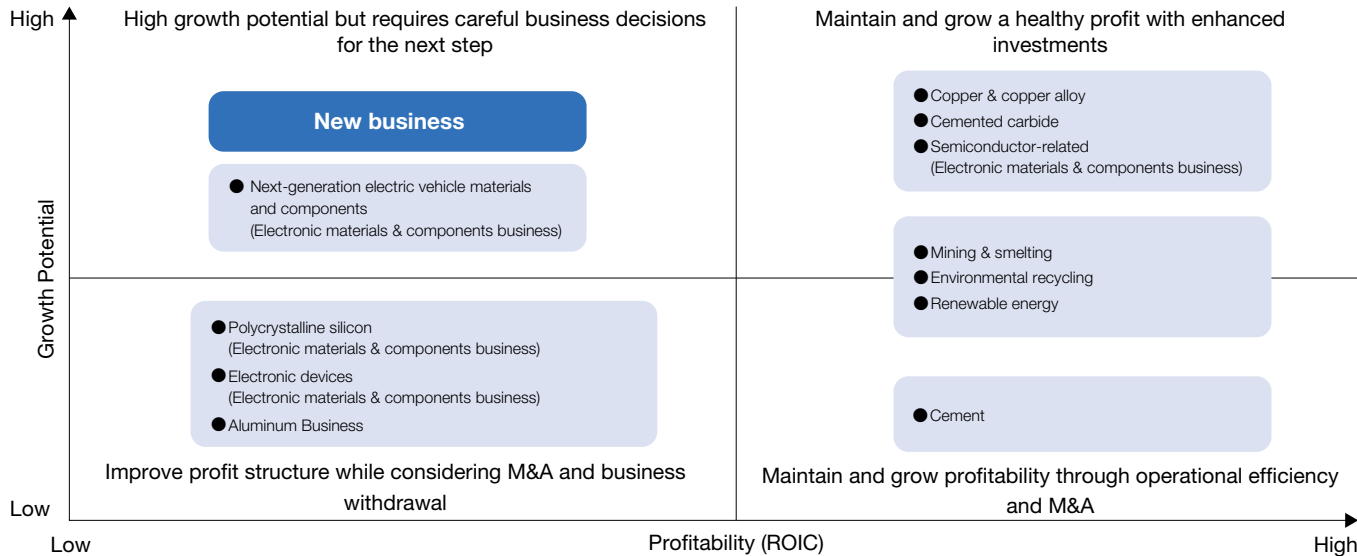 High
High growth potential but requires careful business decisions
for the next step
Maintain and grow a healthy profit with enhanced
investments
New business
● Next-generation electric vehicle materials
and components
(Electronic materials & components business)
● Copper & copper alloy
● Cemented carbide
● Semiconductor-related
(Electronic materials & components business)
● Mining & smelting
● Environmental recycling
● Renewable energy
Growth Potential
● Polycrystalline silicon
(Electronic materials & components business)
● Electronic devices
(Electronic materials & components business)
● Aluminum Business
● Cement
Improve profit structure while considering M&A and business
withdrawal
Maintain and grow profitability through operational efficiency
and M&A
Low
Low
Profitability (ROIC)
High